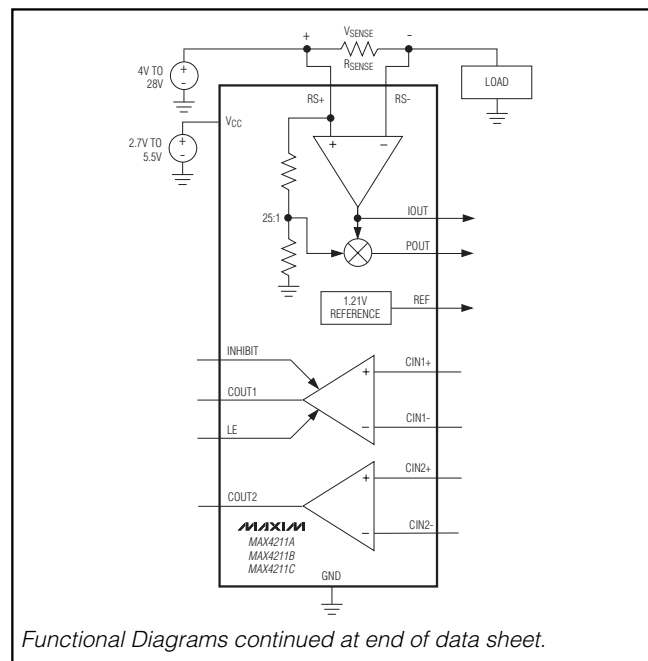 + VSENSE -
RSENSE
4V TO
28V
+
-
LOAD
RS+ RS-
VCC
2.7V TO
5.5V
+
-
+ −
25:1
IOUT
POUT
1.21V
REFERENCE
REF
INHIBIT
COUT1
LE
+
−
CIN1+
CIN1-
COUT2
+
−
CIN2+
CIN2-
MAXIM
MAX4211A
MAX4211B
MAX4211C
GND
Functional Diagrams continued at end of data sheet.